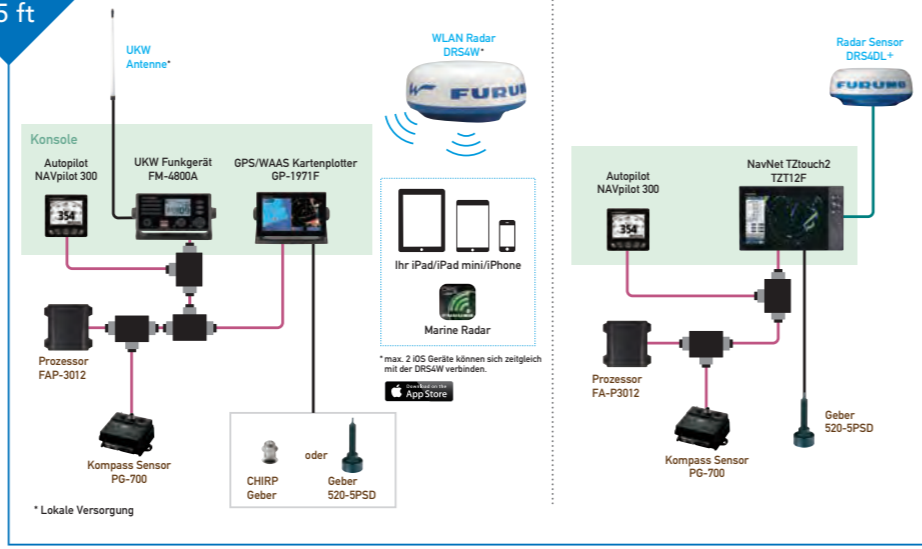 5 ft
UKW
Antenne*
WLAN Radar
DRS4W*
FURUNO
Konsole
Autopilot
NAVpilot 300
UKW Funkgerät
FM-4800A
GPS/WAAS Kartenplotter
GP-1971F
354
Ihr iPad/iPad mini/iPhone
Marine Radar
* max. 2 iOS Geräte können sich zeitgleich
mit der DRS4W verbinden.
Download on the
App Store
Prozessor
FAP-3012
Kompass Sensor
PG-700
CHIRP
Geber
oder
Geber
520-5PSD
* Lokale Versorgung
Radar Sensor
DRS4DL+
FURUNO
Autopilot
NAVpilot 300
NavNet TZtouch2
TZT12F
354
Prozessor
FA-P3012
Kompass Sensor
PG-700
Geber
520-5PSD